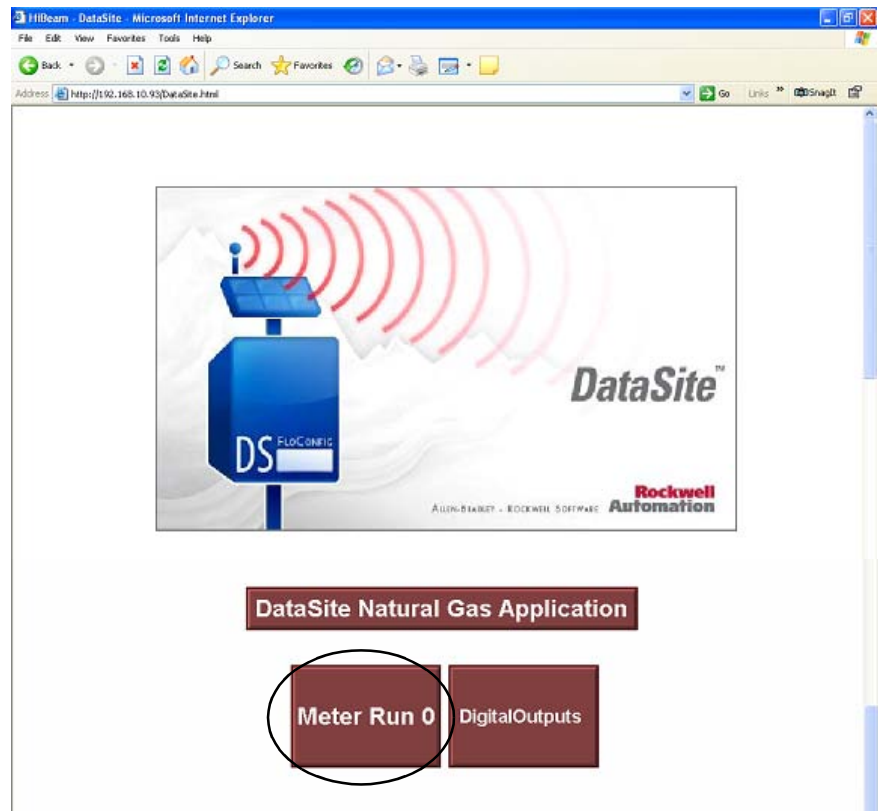 HIBeam - DataSite - Microsoft Internet Explorer
File Edit View Favorites Tools Help
Back Search Favorites
Address http://192.168.10.93/DataSite.html Go Links » SnagIt
DataSite™
DS FLOCONFIG
ALLEN-BRADLEY · ROCKWELL SOFTWARE Rockwell Automation
DataSite Natural Gas Application
Meter Run 0 DigitalOutputs